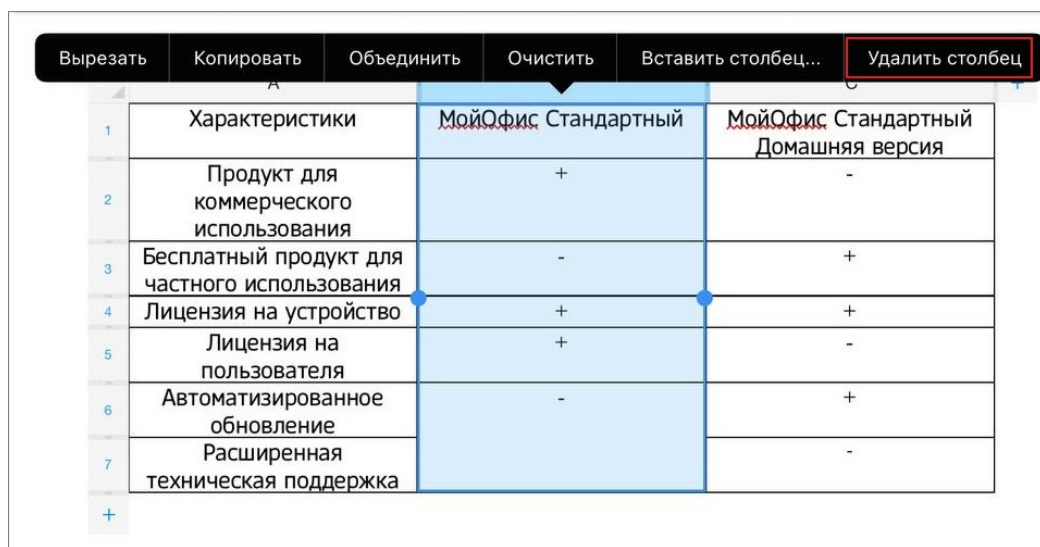 Вырезать Копировать Объединить Очистить Вставить столбец... Удалить столбец
A C +
1 Характеристики МойОфис Стандартный МойОфис Стандартный
Домашняя версия
2 Продукт для + -
коммерческого
использования
3 Бесплатный продукт для - +
частного использования
4 Лицензия на устройство + +
5 Лицензия на + -
пользователя
6 Автоматизированное - +
обновление
7 Расширенная -
техническая поддержка
+